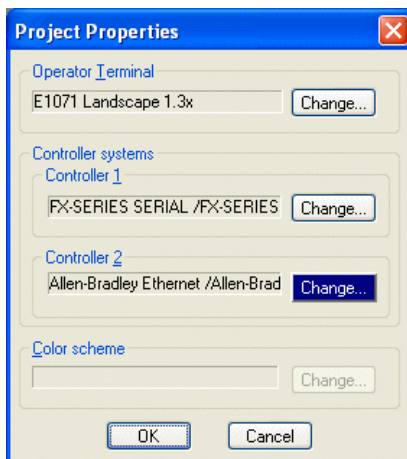 Project Properties
Operator Terminal
E1071 Landscape 1.3x
Change...
Controller systems
Controller 1
FX-SERIES SERIAL /FX-SERIES
Change...
Controller 2
Allen-Bradley Ethernet /Allen-Brad
Change...
Color scheme
Change...
OK
Cancel